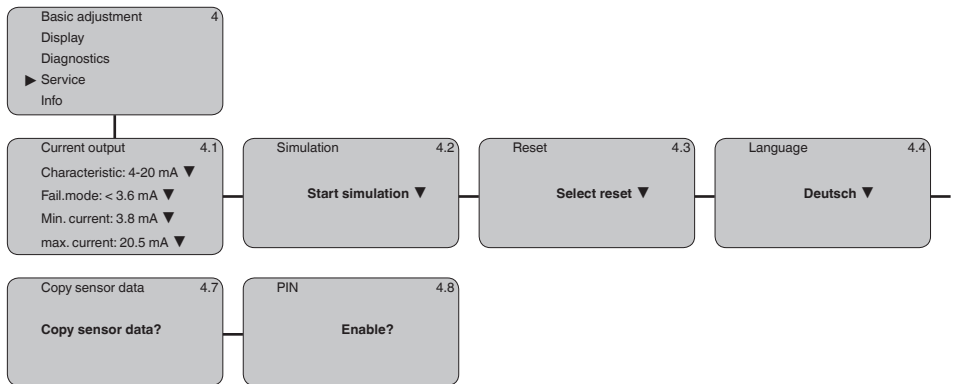 Basic adjustment 4
Display
Diagnostics
▶ Service
Info
Current output 4.1
Characteristic: 4-20 mA ▼
Fail.mode: < 3.6 mA ▼
Min. current: 3.8 mA ▼
max. current: 20.5 mA ▼
Simulation 4.2
Start simulation ▼
Reset 4.3
Select reset ▼
Language 4.4
Deutsch ▼
Copy sensor data 4.7
Copy sensor data?
PIN 4.8
Enable?